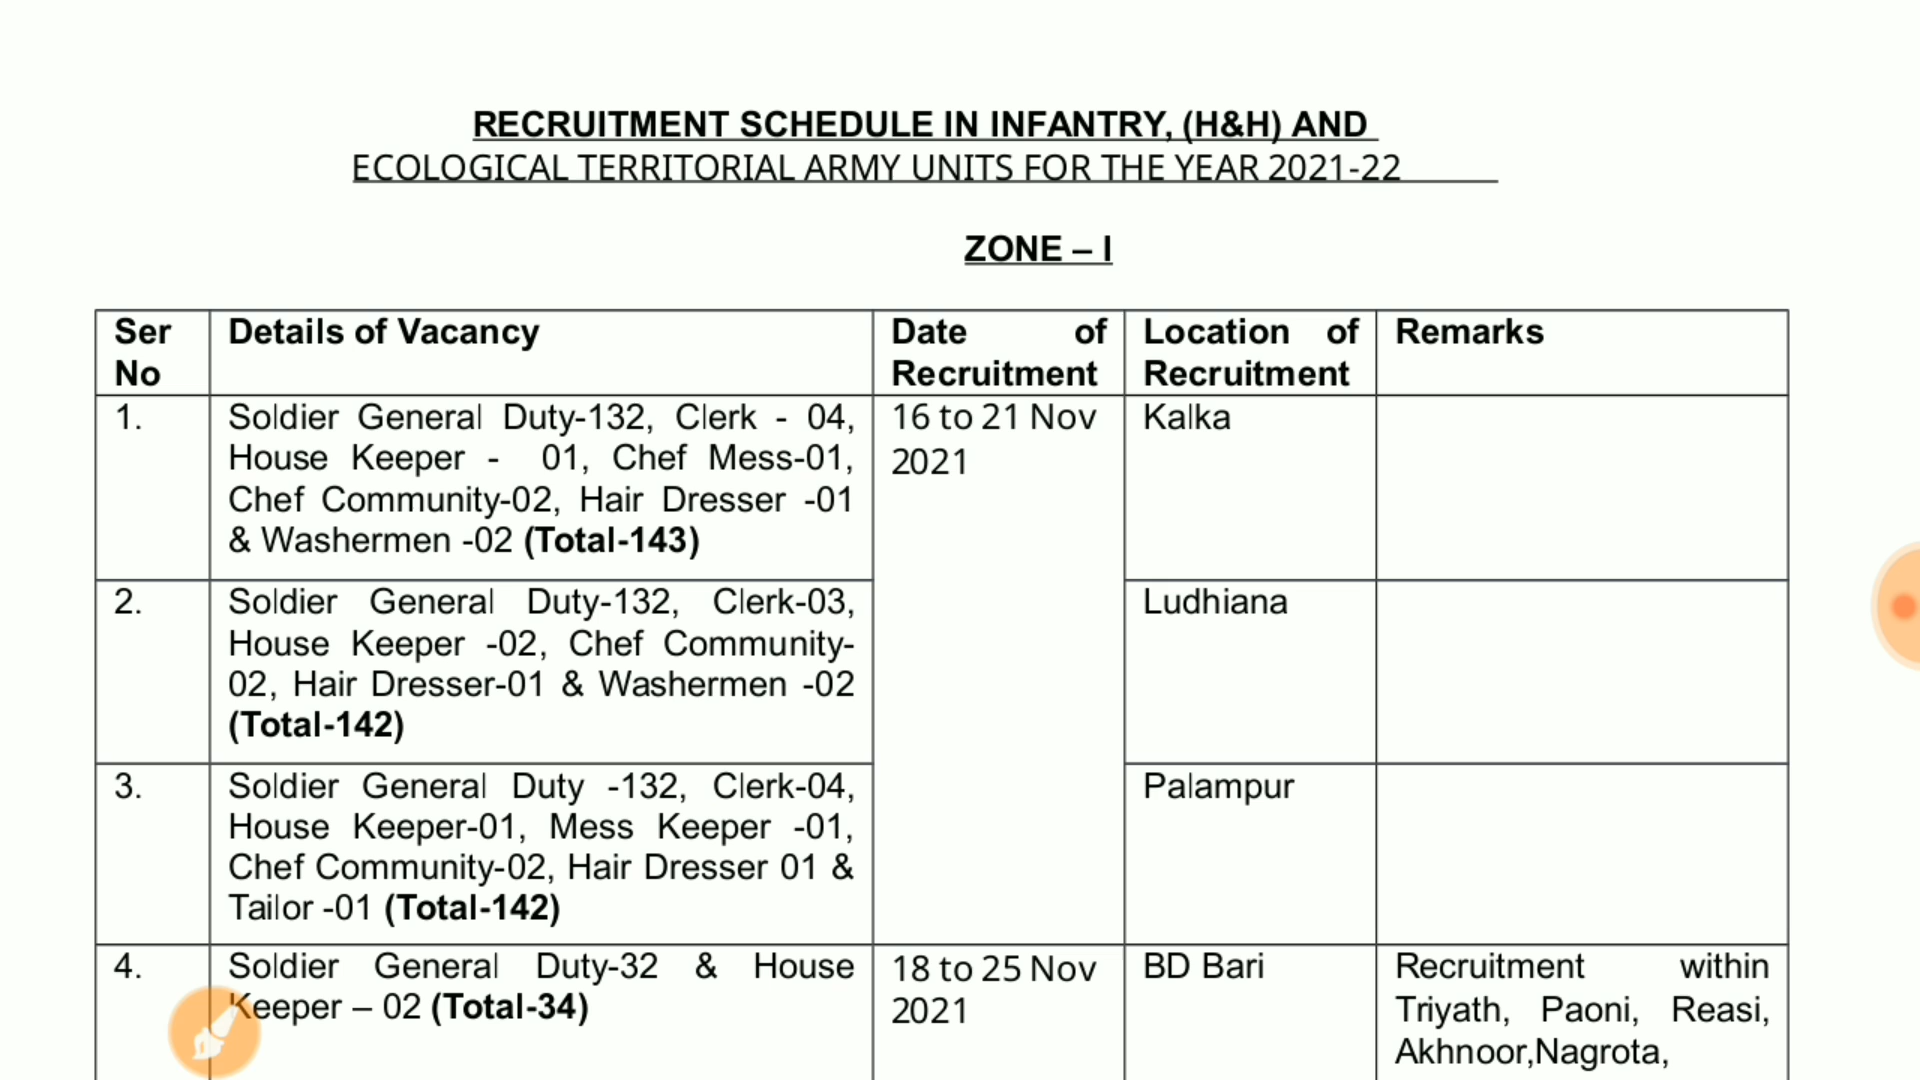 RECRUITMENT SCHEDULE IN INFANTRY, (H&H) AND
ECOLOGICAL TERRITORIAL ARMY UNITS FOR THE YEAR 2021-22
ZONE – I
Ser No
Details of Vacancy
Date of Recruitment
Location of Recruitment
Remarks
1.
Soldier General Duty-132, Clerk - 04,
House Keeper - 01, Chef Mess-01,
Chef Community-02, Hair Dresser -01
& Washermen -02 (Total-143)
16 to 21 Nov
2021
Kalka
2.
Soldier General Duty-132, Clerk-03,
House Keeper -02, Chef Community-
02, Hair Dresser-01 & Washermen -02
(Total-142)
Ludhiana
3.
Soldier General Duty -132, Clerk-04,
House Keeper-01, Mess Keeper -01,
Chef Community-02, Hair Dresser 01 &
Tailor -01 (Total-142)
Palampur
4.
Soldier General Duty-32 & House
Keeper – 02 (Total-34)
18 to 25 Nov
2021
BD Bari
Recruitment within
Triyath, Paoni, Reasi,
Akhnoor,Nagrota,